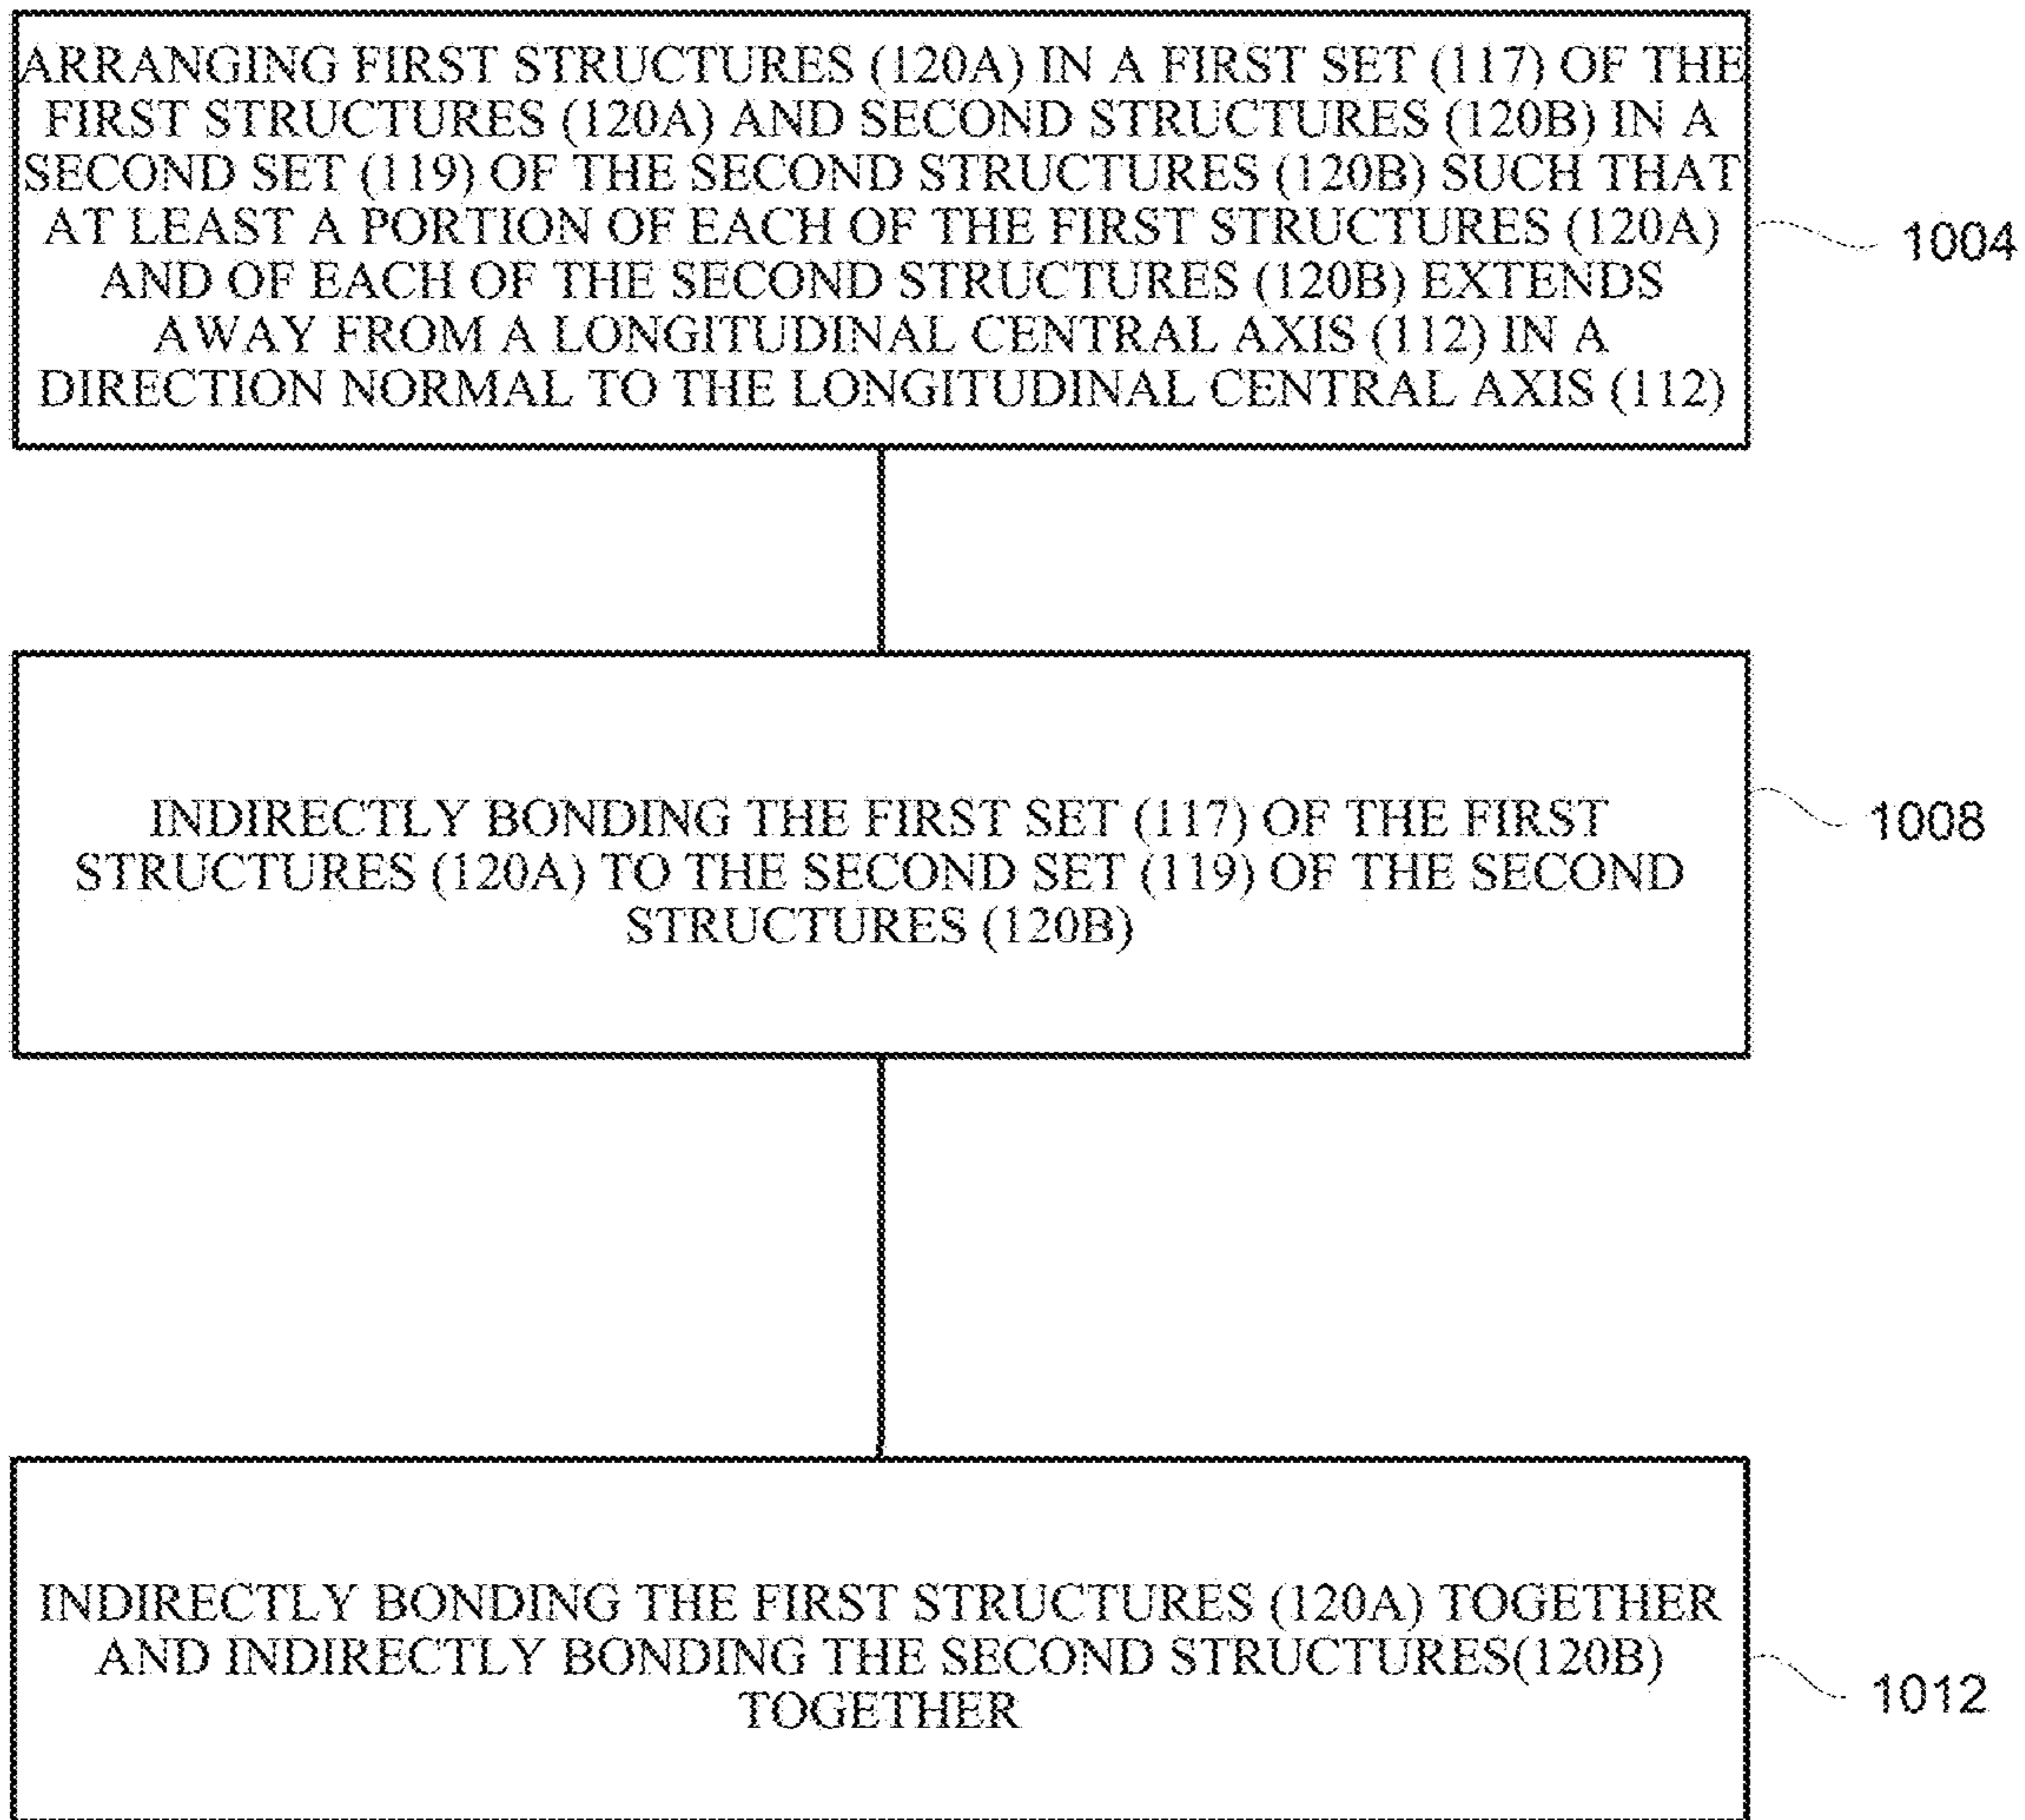 ARRANGING FIRST STRUCTURES (120A) IN A FIRST SET (117) OF THE
FIRST STRUCTURES (120A) AND SECOND STRUCTURES (120B) IN A
SECOND SET (119) OF THE SECOND STRUCTURES (120B) SUCH THAT
AT LEAST A PORTION OF EACH OF THE FIRST STRUCTURES (120A)
AND OF EACH OF THE SECOND STRUCTURES (120B) EXTENDS
AWAY FROM A LONGITUDINAL CENTRAL AXIS (112) IN A
DIRECTION NORMAL TO THE LONGITUDINAL CENTRAL AXIS (112)
1004
INDIRECTLY BONDING THE FIRST SET (117) OF THE FIRST
STRUCTURES (120A) TO THE SECOND SET (119) OF THE SECOND
STRUCTURES (120B)
1008
INDIRECTLY BONDING THE FIRST STRUCTURES (120A) TOGETHER
AND INDIRECTLY BONDING THE SECOND STRUCTURES(120B)
TOGETHER
1012